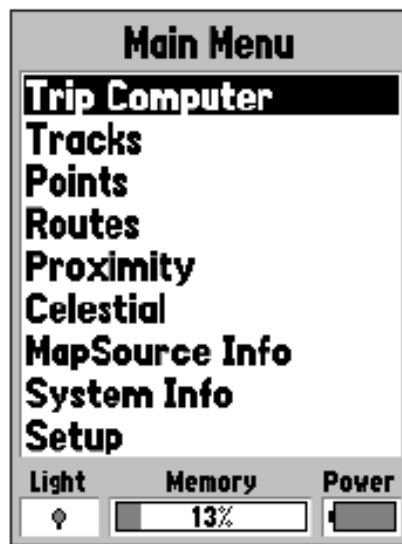 Main Menu
Trip Computer
Tracks
Points
Routes
Proximity
Celestial
MapSource Info
System Info
Setup
Light Memory Power
13%